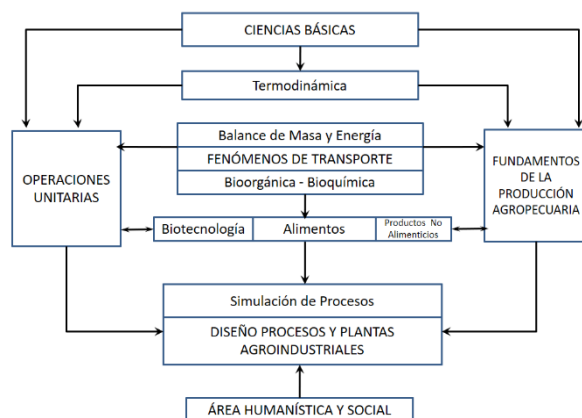 CIENCIAS BÁSICAS
Termodinámica
Balance de Masa y Energía
FENÓMENOS DE TRANSPORTE
Bioorgánica - Bioquímica
OPERACIONES
UNITARIAS
FUNDAMENTOS
DE LA
PRODUCCIÓN
AGROPECUARIA
Biotecnología
Alimentos
Productos No
Alimenticios
Simulación de Procesos
DISEÑO PROCESOS Y PLANTAS
AGROINDUSTRIALES
ÁREA HUMANÍSTICA Y SOCIAL